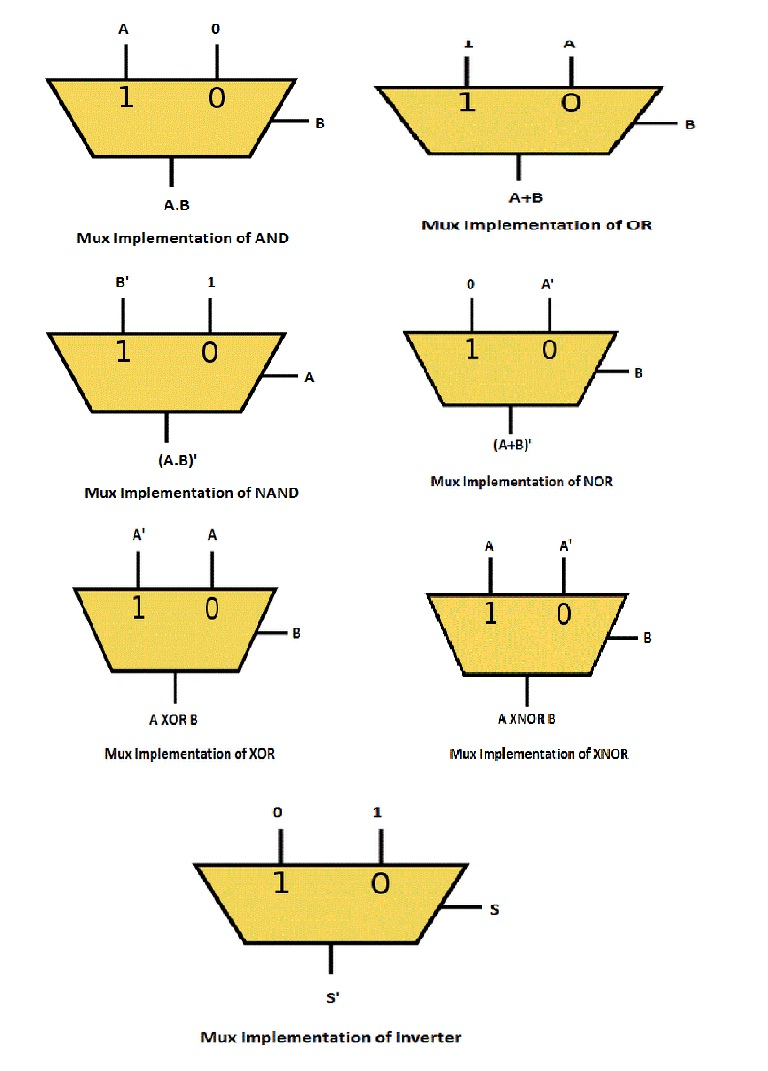 A 0
1 0
B
A.B
Mux Implementation of AND
1 A
1 0
B
A+B
Mux Implementation of OR
B' 1
1 0
A
(A.B)'
Mux Implementation of NAND
0 A'
1 0
B
(A+B)'
Mux Implementation of NOR
A' A
1 0
B
A XOR B
Mux Implementation of XOR
A A'
1 0
B
A XNOR B
Mux Implementation of XNOR
0 1
1 0
S
S'
Mux Implementation of Inverter